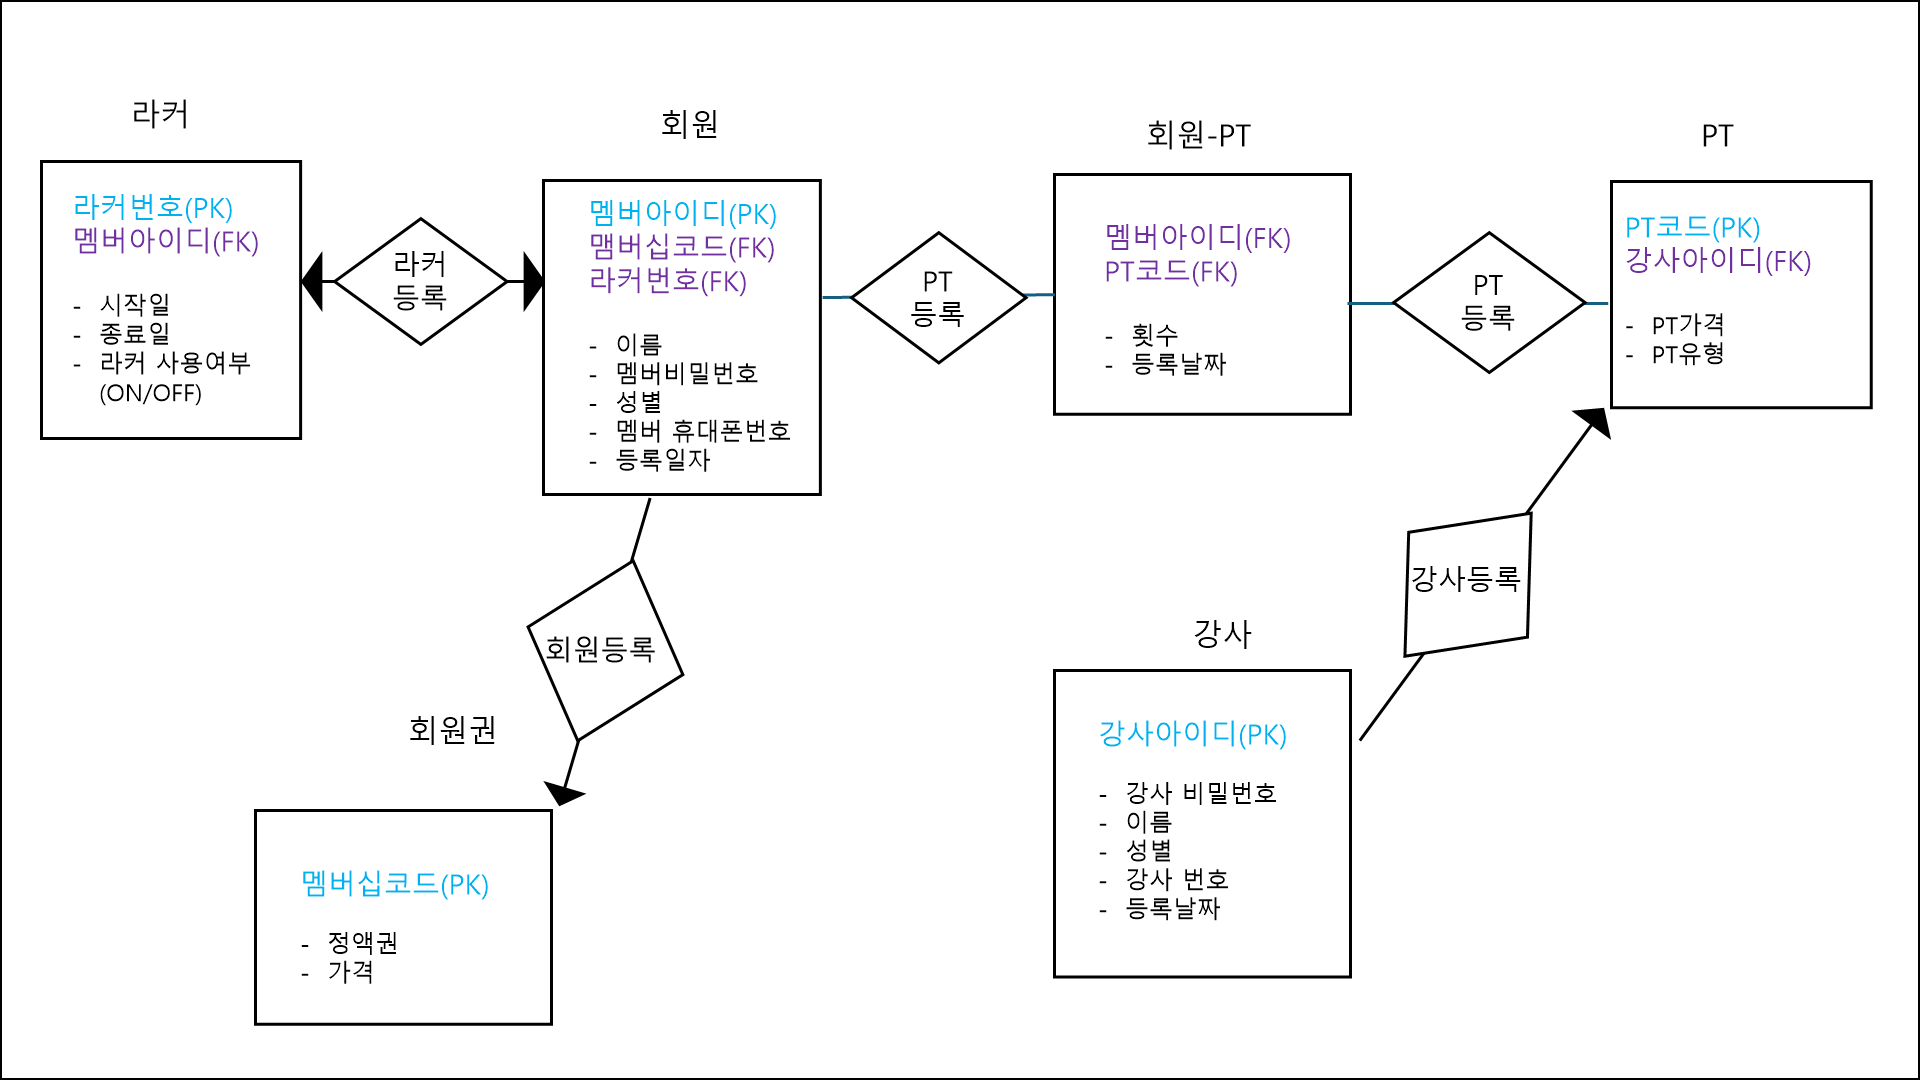 라커
라커번호(PK)
멤버아이디(FK)
- 시작일
- 종료일
- 라커 사용여부
(ON/OFF)
라커
등록
회원
멤버아이디(PK)
맴버십코드(FK)
라커번호(FK)
- 이름
- 멤버비밀번호
- 성별
- 멤버 휴대폰번호
- 등록일자
PT
등록
회원-PT
멤버아이디(FK)
PT코드(FK)
- 횟수
- 등록날짜
PT
등록
PT
PT코드(PK)
강사아이디(FK)
- PT가격
- PT유형
회원등록
강사등록
회원권
멤버십코드(PK)
- 정액권
- 가격
강사
강사아이디(PK)
- 강사 비밀번호
- 이름
- 성별
- 강사 번호
- 등록날짜